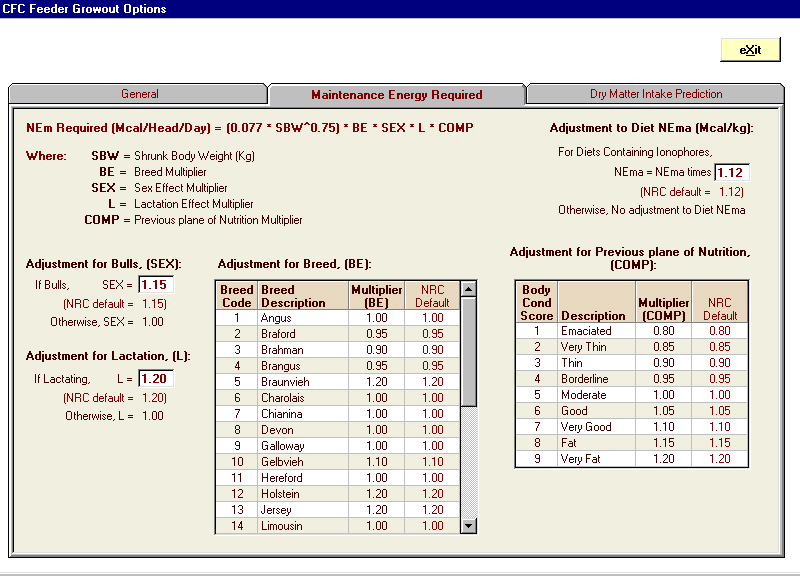 CFC Feeder Growout Options
eXit
General
Maintenance Energy Required
Dry Matter Intake Prediction
NEm Required (Mcal/Head/Day) = (0.077 * SBW^0.75) * BE * SEX * L * COMP
Where: SBW = Shrunk Body Weight (Kg)
BE = Breed Multiplier
SEX = Sex Effect Multiplier
L = Lactation Effect Multiplier
COMP = Previous plane of Nutrition Multiplier
Adjustment to Diet NEma (Mcal/kg):
For Diets Containing Ionophores,
NEma = NEma times 1.12
(NRC default = 1.12)
Otherwise, No adjustment to Diet NEma
Adjustment for Bulls, (SEX):
If Bulls, SEX = 1.15
(NRC default = 1.15)
Otherwise, SEX = 1.00
Adjustment for Lactation, (L):
If Lactating, L = 1.20
(NRC default = 1.20)
Otherwise, L = 1.00
Adjustment for Breed, (BE):
Breed Breed Multiplier NRC
Code Description (BE) Default
1 Angus 1.00 1.00
2 Braford 0.95 0.95
3 Brahman 0.90 0.90
4 Brangus 0.95 0.95
5 Braunvieh 1.20 1.20
6 Charolais 1.00 1.00
7 Chianina 1.00 1.00
8 Devon 1.00 1.00
9 Galloway 1.00 1.00
10 Gelbvieh 1.10 1.10
11 Hereford 1.00 1.00
12 Holstein 1.20 1.20
13 Jersey 1.20 1.20
14 Limousin 1.00 1.00
Adjustment for Previous plane of Nutrition,
(COMP):
Body
Cond Multiplier NRC
Score Description (COMP) Default
1 Emaciated 0.80 0.80
2 Very Thin 0.85 0.85
3 Thin 0.90 0.90
4 Borderline 0.95 0.95
5 Moderate 1.00 1.00
6 Good 1.05 1.05
7 Very Good 1.10 1.10
8 Fat 1.15 1.15
9 Very Fat 1.20 1.20